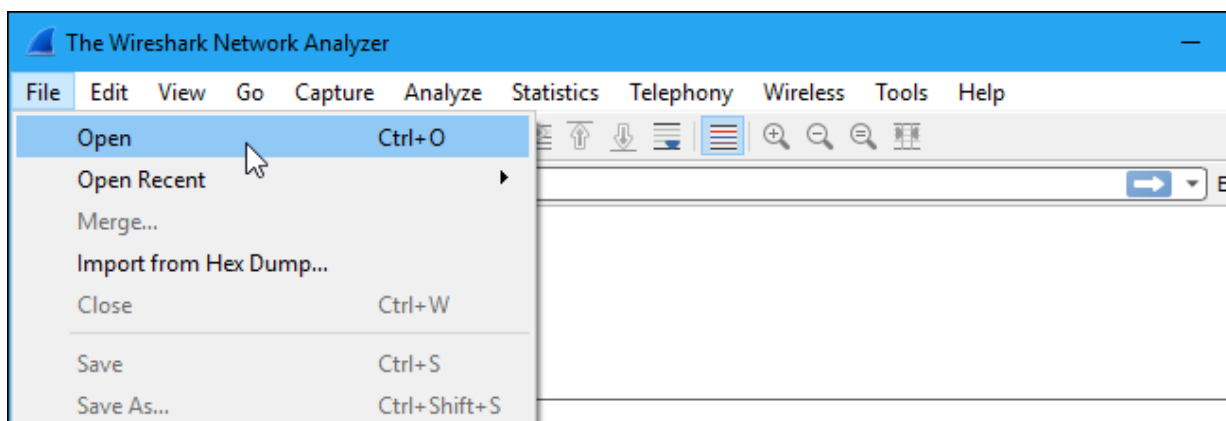 The Wireshark Network Analyzer
File Edit View Go Capture Analyze Statistics Telephony Wireless Tools Help
Open Ctrl+O
Open Recent
Merge...
Import from Hex Dump...
Close Ctrl+W
Save Ctrl+S
Save As... Ctrl+Shift+S